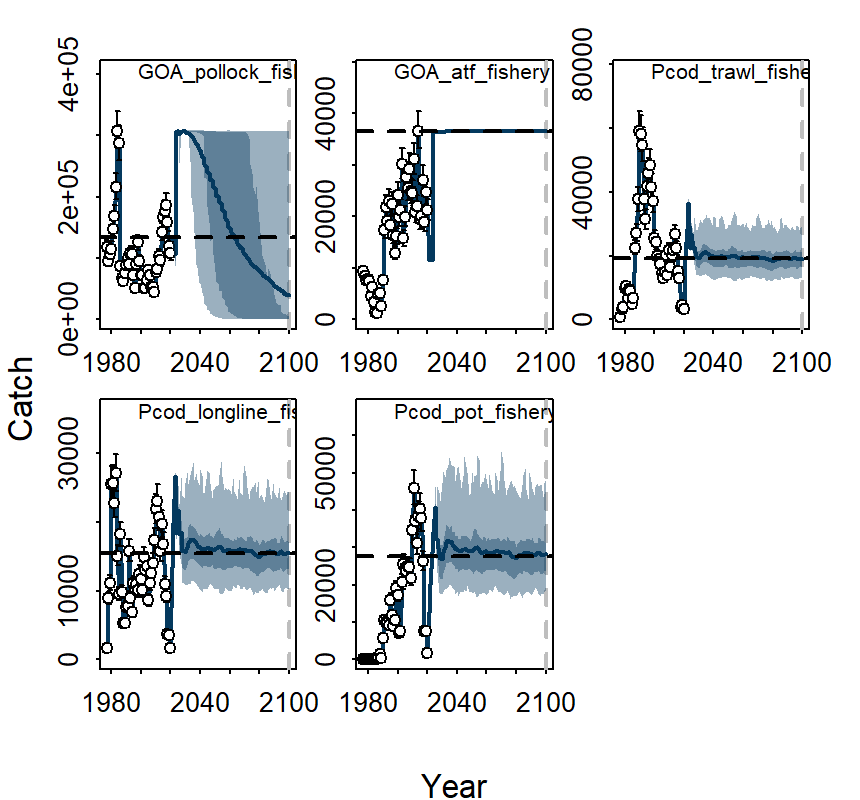 GOA_pollock_fisl
GOA_atf_fishery
Pcod_trawl_fishe
0e+00
2e+05
4e+05
0
20000
40000
0
40000
80000
1980
2040
2100
1980
2040
2100
1980
2040
2100
Catch
Pcod_longline_fis
Pcod_pot_fishery
0
10000
30000
0
20000
50000
1980
2040
2100
1980
2040
2100
Year